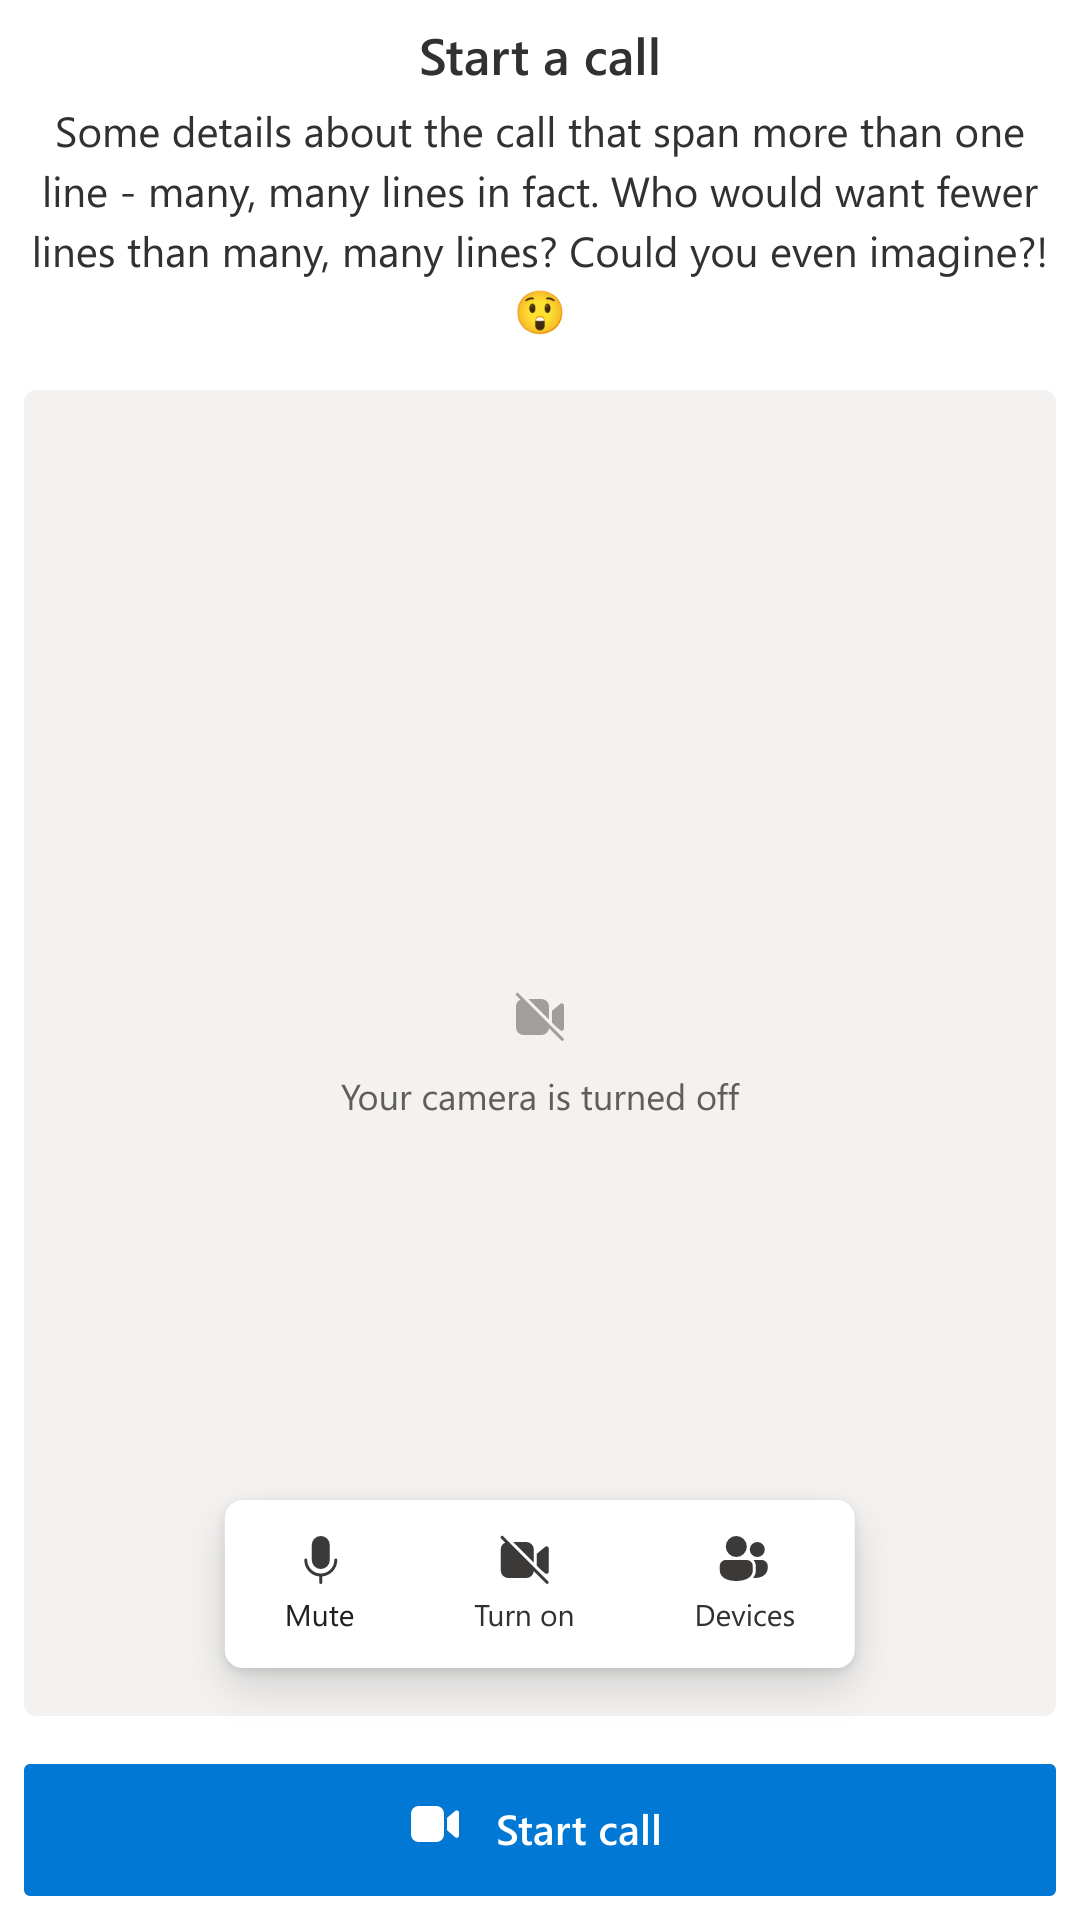 Start a call
Some details about the call that span more than one
line - many, many lines in fact. Who would want fewer
lines than many, many lines? Could you even imagine?!
😲
Your camera is turned off
Mute
Turn on
Devices
Start call